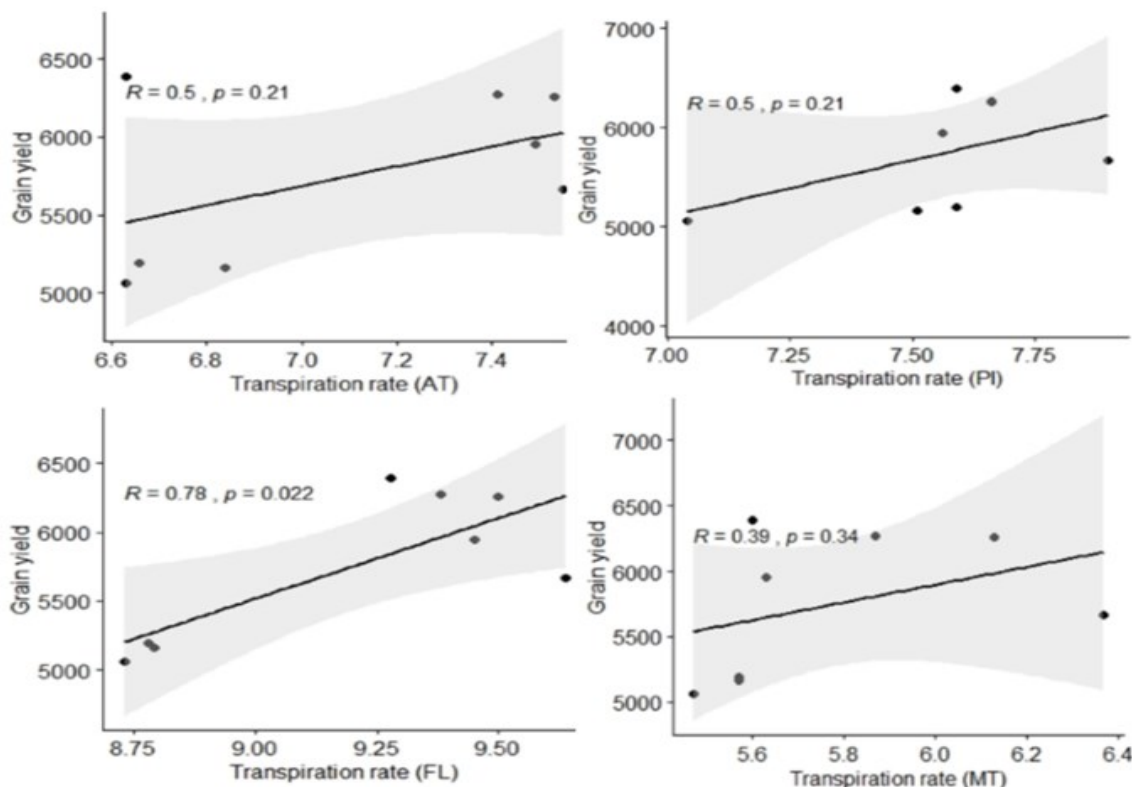 6500
6000
5500
5000
Grain yield
R = 0.5 , p = 0.21
6.6 6.8 7.0 7.2 7.4
Transpiration rate (AT)
7000
6000
5000
4000
Grain yield
R = 0.5 , p = 0.21
7.00 7.25 7.50 7.75
Transpiration rate (PI)
6500
6000
5500
5000
Grain yield
R = 0.78 , p = 0.022
8.75 9.00 9.25 9.50
Transpiration rate (FL)
7000
6500
6000
5500
5000
Grain yield
R = 0.39 , p = 0.34
5.6 5.8 6.0 6.2 6.4
Transpiration rate (MT)